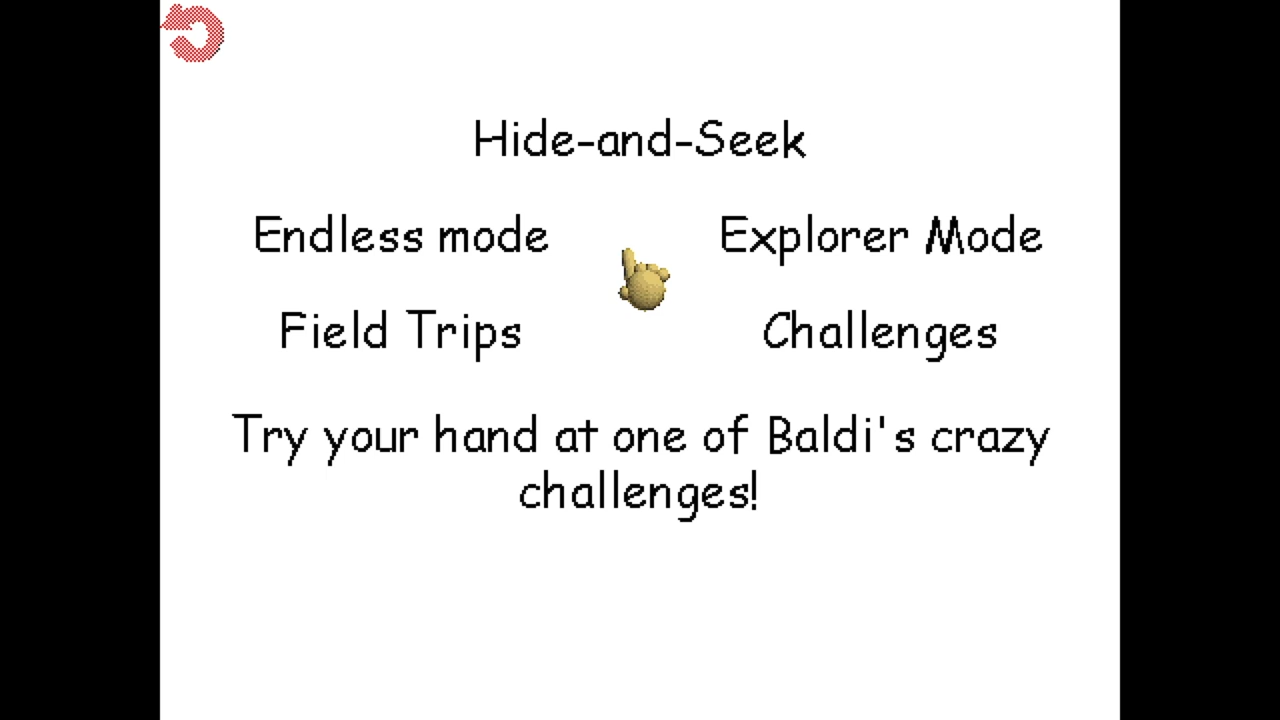 Hide-and-Seek
Endless mode
Explorer Mode
Field Trips
Challenges
Try your hand at one of Baldi's crazy
challenges!